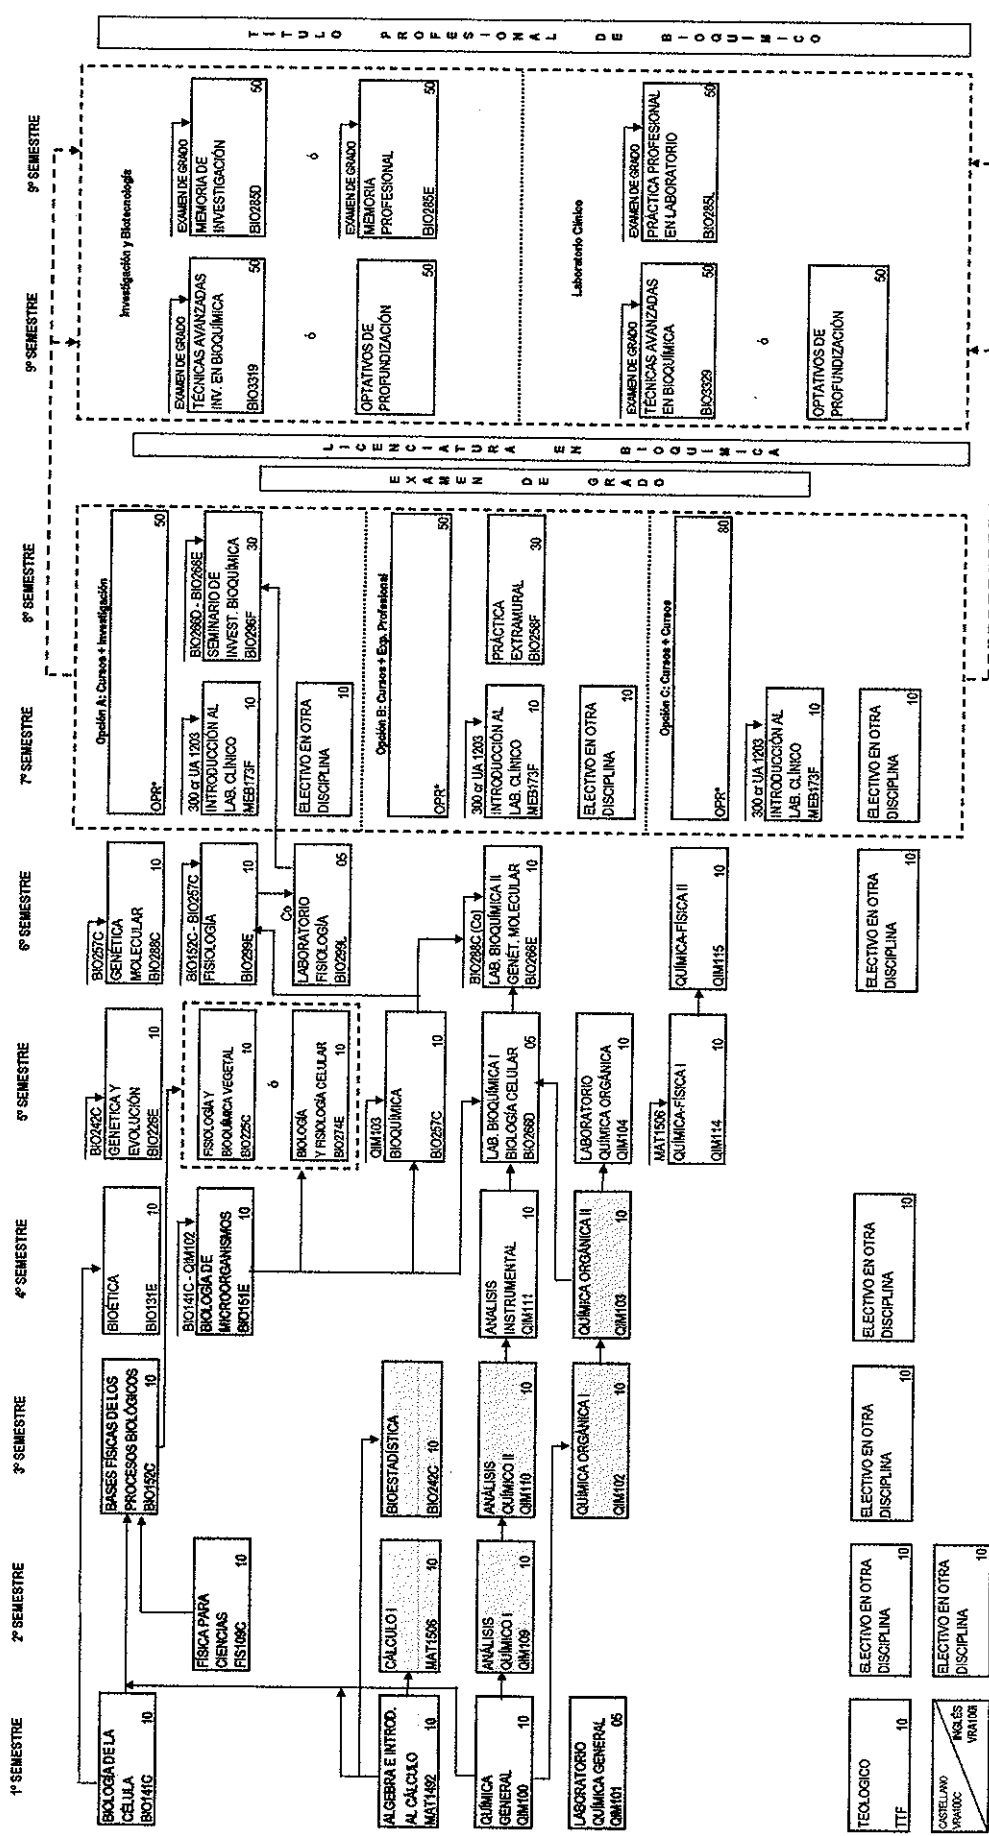 1º SEMESTRE
BIOLOGÍA DE LA
CÉLULA
BIO141C 10
ALGEBRA E INTROD.
AL CÁLCULO
MAT1492 10
QUÍMICA
GENERAL
QIM100 10
LABORATORIO
QUÍMICA GENERAL
QIM101 05
TEOLOGICO
TTF 10
CASTELLANO
VRA100C
INGLÉS
VRA100I
2º SEMESTRE
FÍSICA PARA
CIENCIAS
FIS109C 10
CÁLCULO I
MAT1506 10
ANÁLISIS
QUÍMICO I
QIM109 10
ELECTIVO EN OTRA
DISCIPLINA
10
ELECTIVO EN OTRA
DISCIPLINA
10
3º SEMESTRE
BASES FÍSICAS DE LOS
PROCESOS BIOLÓGICOS
BIO152C 10
BIOESTADÍSTICA
BIO242C 10
ANÁLISIS
QUÍMICO II
QIM110 10
QUÍMICA ORGÁNICA I
QIM102 10
ELECTIVO EN OTRA
DISCIPLINA
10
4º SEMESTRE
BIOÉTICA
BIO131E 10
BIO141C - QIM102
BIOLOGÍA DE
MICROORGANISMOS
BIO151E 10
ANALISIS
INSTRUMENTAL
QIM111 10
QUÍMICA ORGÁNICA II
QIM103 10
ELECTIVO EN OTRA
DISCIPLINA
10
5º SEMESTRE
BIO242C
GENÉTICA Y
EVOLUCIÓN
BIO226E 10
FISIOLOGÍA Y
BIOQUÍMICA VEGETAL
BIO225C 10
ó
BIOLOGÍA
Y FISIOLOGÍA CELULAR
BIO274E 10
QIM103
BIOQUÍMICA
BIO257C 10
LAB. BIOQUÍMICA I
BIOLOGÍA CELULAR
BIO266D 05
LABORATORIO
QUÍMICA ORGÁNICA
QIM104 10
MAT1506
QUÍMICA-FÍSICA I
QIM114 10
6º SEMESTRE
BIO257C
GENÉTICA
MOLECULAR
BIO288C 10
BIO152C - BIO257C
FISIOLOGÍA
BIO299E 10
Co
LABORATORIO
FISIOLOGÍA
BIO299L 05
BIO288C (Co)
LAB. BIOQUÍMICA II
GENÉT. MOLECULAR
BIO266E 10
QUÍMICA-FÍSICA II
QIM115 10
ELECTIVO EN OTRA
DISCIPLINA
10
7º SEMESTRE
8º SEMESTRE
Opción A: Cursos + Investigación
OPR* 50
300 cr UA 1203
INTRODUCCIÓN AL
LAB. CLÍNICO
MEB173F 10
BIO266D - BIO266E
SEMINARIO DE
INVEST. BIOQUÍMICA
BIO296F 30
ELECTIVO EN OTRA
DISCIPLINA
10
Opción B: Cursos + Exp. Profesional
OPR* 50
300 cr UA 1203
INTRODUCCIÓN AL
LAB. CLÍNICO
MEB173F 10
PRÁCTICA
EXTRAMURAL
BIO258F 30
ELECTIVO EN OTRA
DISCIPLINA
10
Opción C: Cursos + Cursos
OPR* 80
300 cr UA 1203
INTRODUCCIÓN AL
LAB. CLÍNICO
MEB173F 10
ELECTIVO EN OTRA
DISCIPLINA
10
EXAMEN DE GRADO
LICENCIATURA EN BIOQUÍMICA
9º SEMESTRE
9º SEMESTRE
Investigación y Biotecnología
EXAMEN DE GRADO
TÉCNICAS AVANZADAS
INV. EN BIOQUÍMICA
BIO3319 50
ó
OPTATIVOS DE
PROFUNDIZACIÓN
50
EXAMEN DE GRADO
MEMORIA DE
INVESTIGACIÓN
BIO285D 50
ó
EXAMEN DE GRADO
MEMORIA
PROFESIONAL
BIO285E 50
Laboratorio Clínico
EXAMEN DE GRADO
TÉCNICAS AVANZADAS
EN BIOQUÍMICA
BIO3329 50
ó
OPTATIVOS DE
PROFUNDIZACIÓN
50
EXAMEN DE GRADO
PRÁCTICA PROFESIONAL
EN LABORATORIO
BIO285L 50
TÍTULO PROFESIONAL DE BIOQUÍMICO